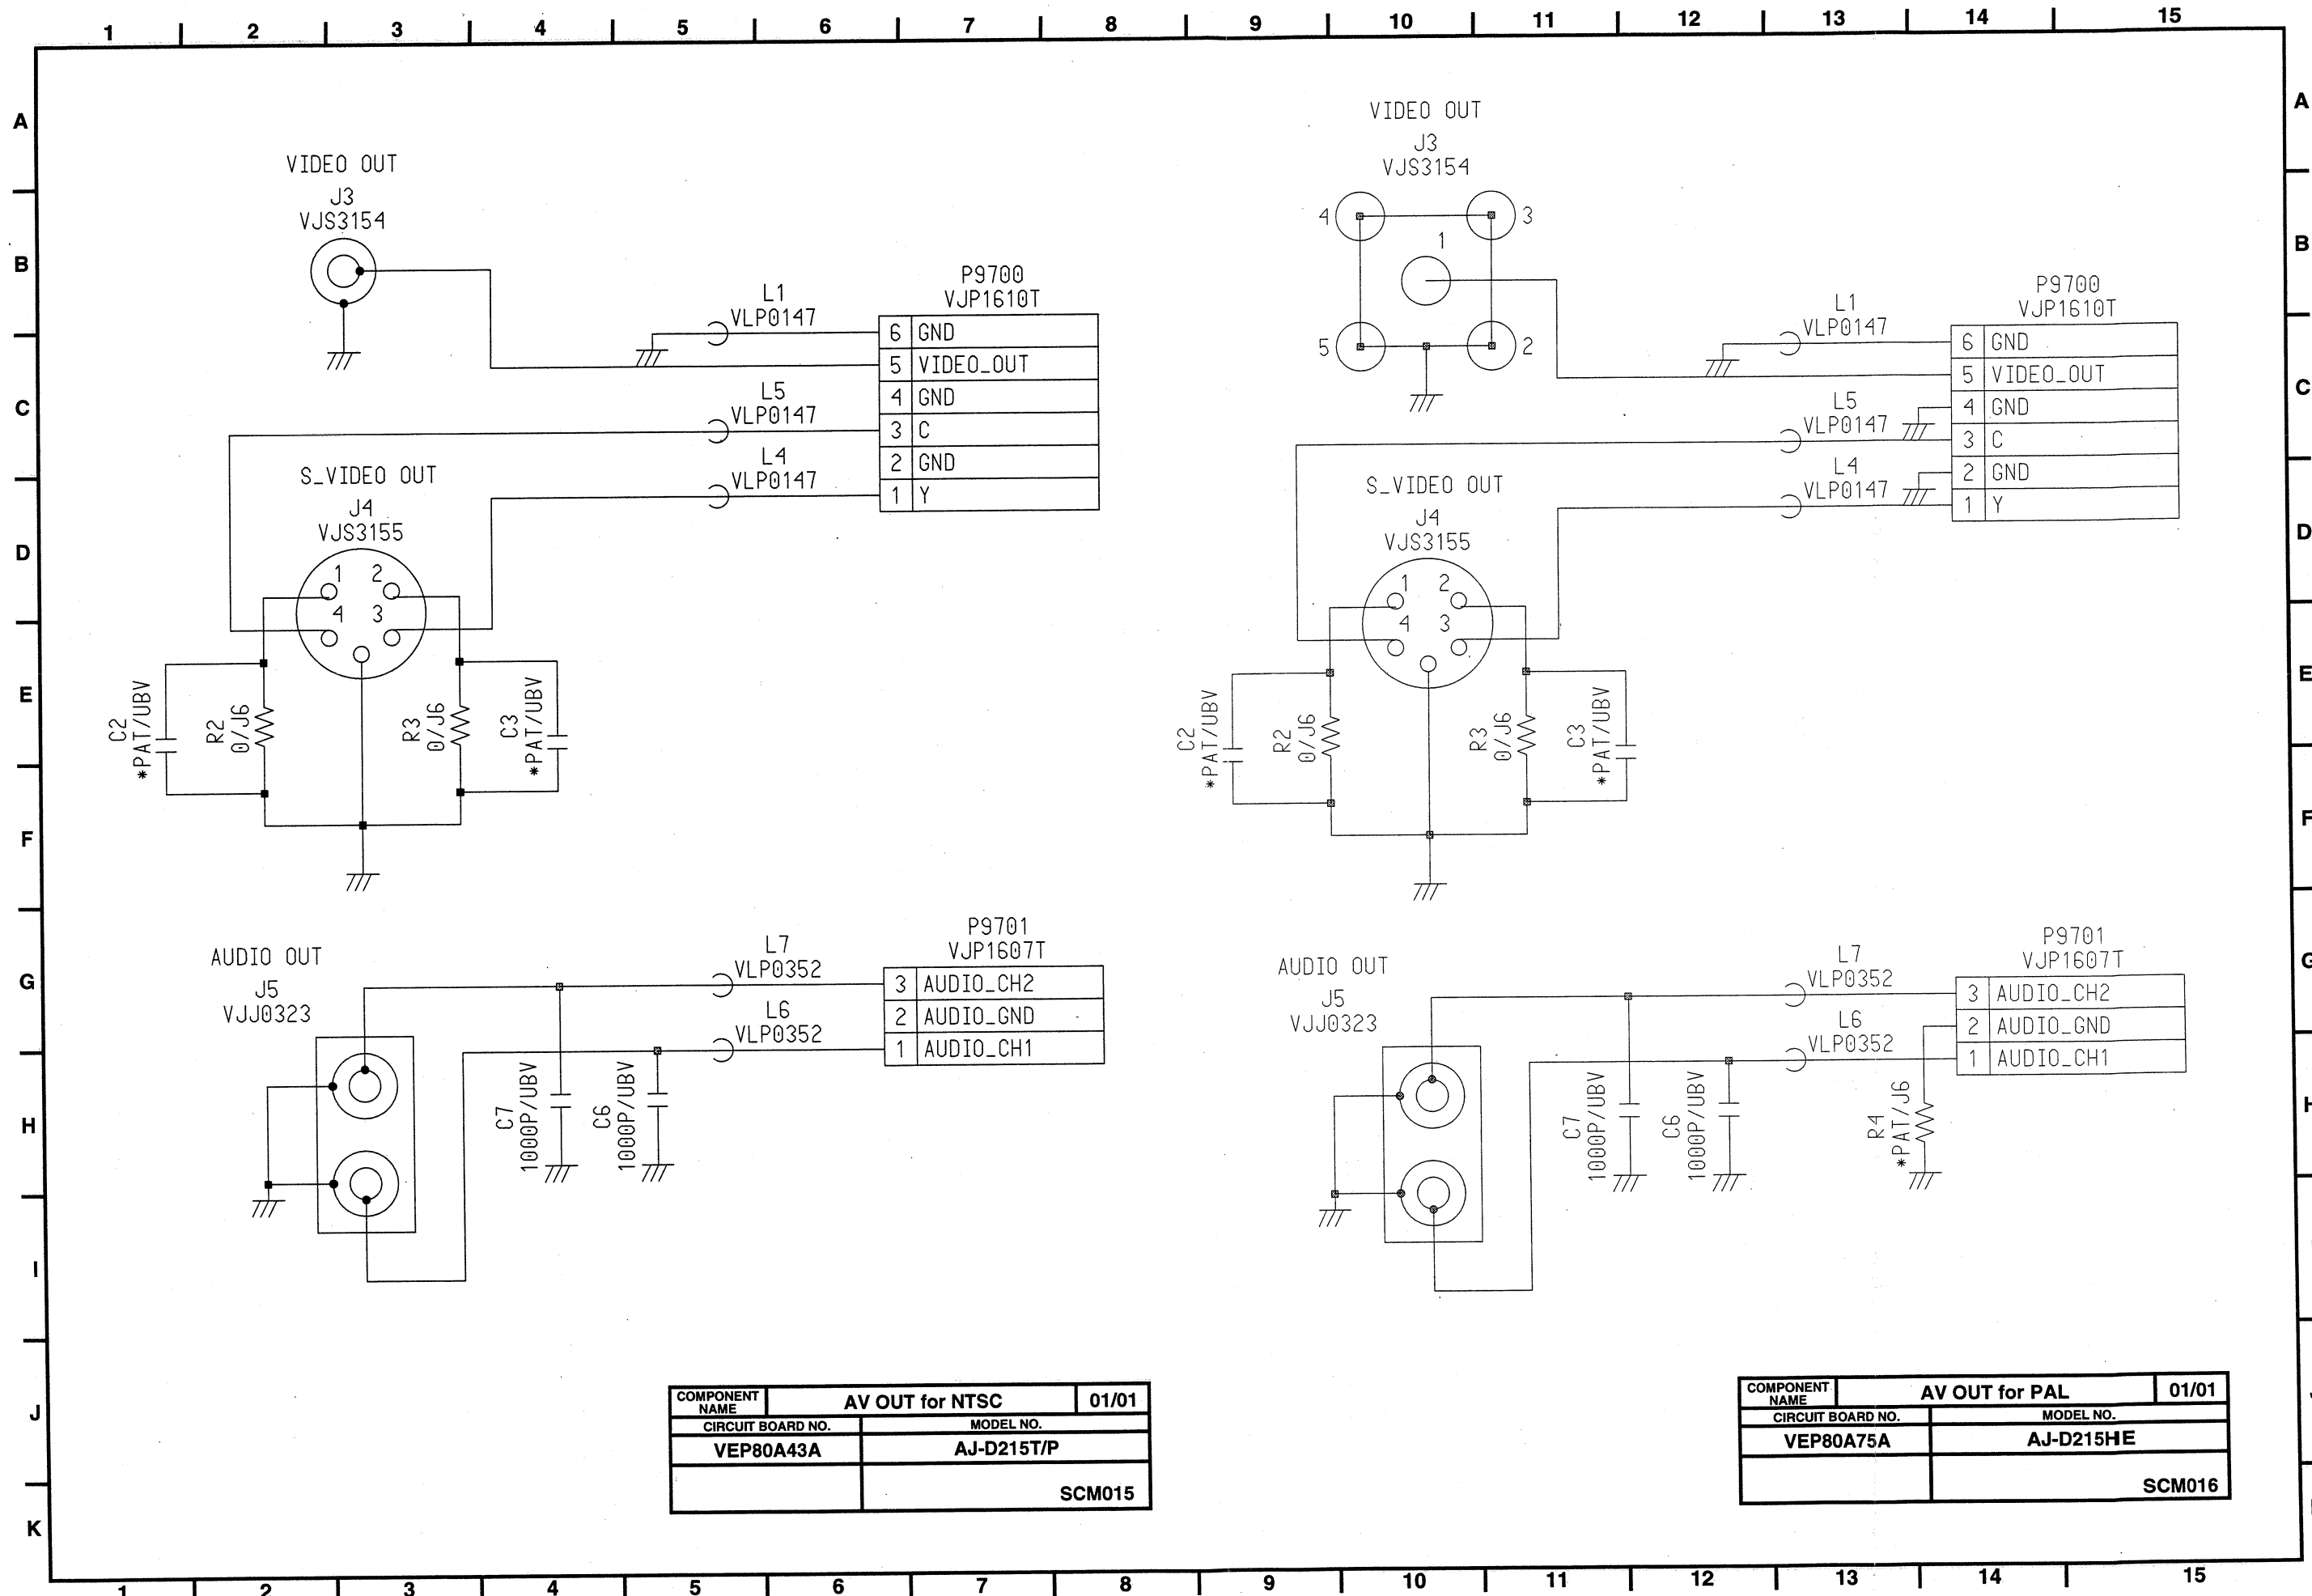 1 2 3 4 5 6 7 8 9 10 11 12 13 14 15
A
B
C
D
E
F
G
H
I
J
K
VIDEO OUT
J3
VJS3154
P9700
VJP1610T
L1
VLP0147
6 GND
5 VIDEO_OUT
L5
VLP0147
4 GND
3 C
L4
VLP0147
2 GND
1 Y
S_VIDEO OUT
J4
VJS3155
1 2
4 3
C2
*PAT/UBV
R2
0/J6
R3
0/J6
C3
*PAT/UBV
P9701
VJP1607T
AUDIO OUT
J5
VJJ0323
L7
VLP0352
3 AUDIO_CH2
2 AUDIO_GND
L6
VLP0352
1 AUDIO_CH1
C7
1000P/UBV
C6
1000P/UBV
COMPONENT NAME
AV OUT for NTSC
01/01
CIRCUIT BOARD NO.
MODEL NO.
VEP80A43A
AJ-D215T/P
SCM015
VIDEO OUT
J3
VJS3154
4 3
1
5 2
P9700
VJP1610T
L1
VLP0147
6 GND
5 VIDEO_OUT
L5
VLP0147
4 GND
3 C
L4
VLP0147
2 GND
1 Y
S_VIDEO OUT
J4
VJS3155
1 2
4 3
C2
*PAT/UBV
R2
0/J6
R3
0/J6
C3
*PAT/UBV
P9701
VJP1607T
AUDIO OUT
J5
VJJ0323
L7
VLP0352
3 AUDIO_CH2
2 AUDIO_GND
L6
VLP0352
1 AUDIO_CH1
C7
1000P/UBV
C6
1000P/UBV
R4
*PAT/J6
COMPONENT NAME
AV OUT for PAL
01/01
CIRCUIT BOARD NO.
MODEL NO.
VEP80A75A
AJ-D215HE
SCM016
A
B
C
D
E
F
G
H
1 2 3 4 5 6 7 8 9 10 11 12 13 14 15